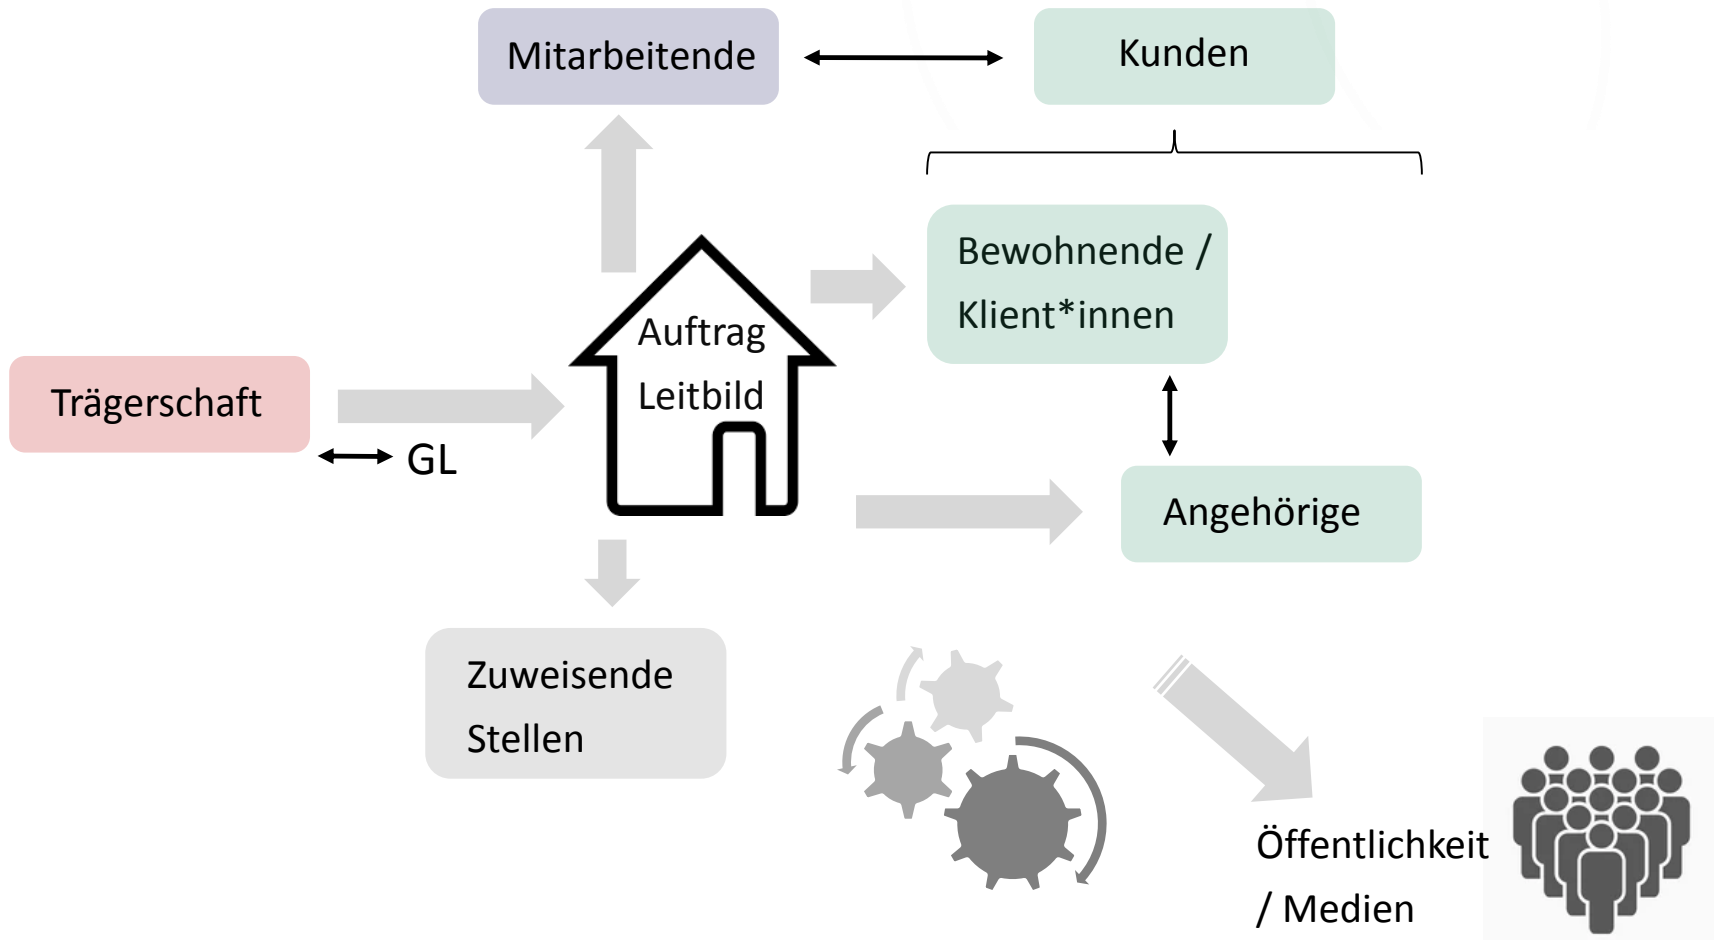 Mitarbeitende
Kunden
Bewohnende /
Klient*innen
Auftrag
Leitbild
Trägerschaft
GL
Angehörige
Zuweisende
Stellen
Öffentlichkeit
/ Medien